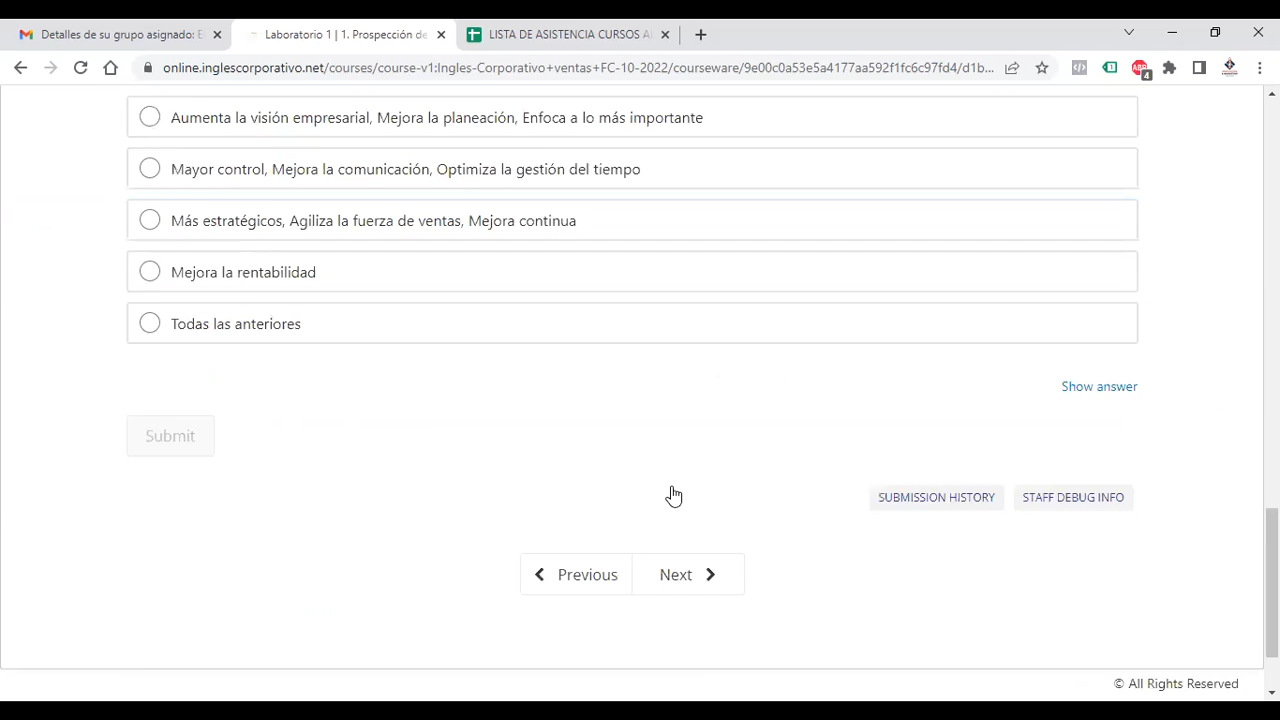 Detalles de su grupo asignado: E
Laboratorio 1 | 1. Prospección de
LISTA DE ASISTENCIA CURSOS A
online.inglescorporativo.net/courses/course-v1:Ingles-Corporativo+ventas+FC-10-2022/courseware/9e00c0a53e5a4177aa592f1fc6c97fd4/d1b...
4
Aumenta la visión empresarial, Mejora la planeación, Enfoca a lo más importante
Mayor control, Mejora la comunicación, Optimiza la gestión del tiempo
Más estratégicos, Agiliza la fuerza de ventas, Mejora continua
Mejora la rentabilidad
Todas las anteriores
Show answer
Submit
SUBMISSION HISTORY STAFF DEBUG INFO
Previous Next
© All Rights Reserved